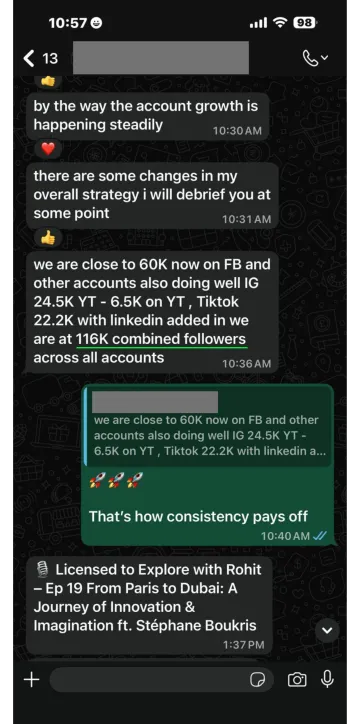 10:57
98
13
by the way the account growth is
happening steadily
10:30 AM
there are some changes in my
overall strategy i will debrief you at
some point
10:31 AM
we are close to 60K now on FB and
other accounts also doing well IG
24.5K YT - 6.5K on YT , Tiktok
22.2K with linkedin added in we
are at 116K combined followers
across all accounts
10:36 AM
we are close to 60K now on FB and other
accounts also doing well IG 24.5K YT -
6.5K on YT , Tiktok 22.2K with linkedin a...
🚀🚀🚀
That's how consistency pays off
10:40 AM
🎙️ Licensed to Explore with Rohit
– Ep 19 From Paris to Dubai: A
Journey of Innovation &
Imagination ft. Stéphane Boukris
1:37 PM